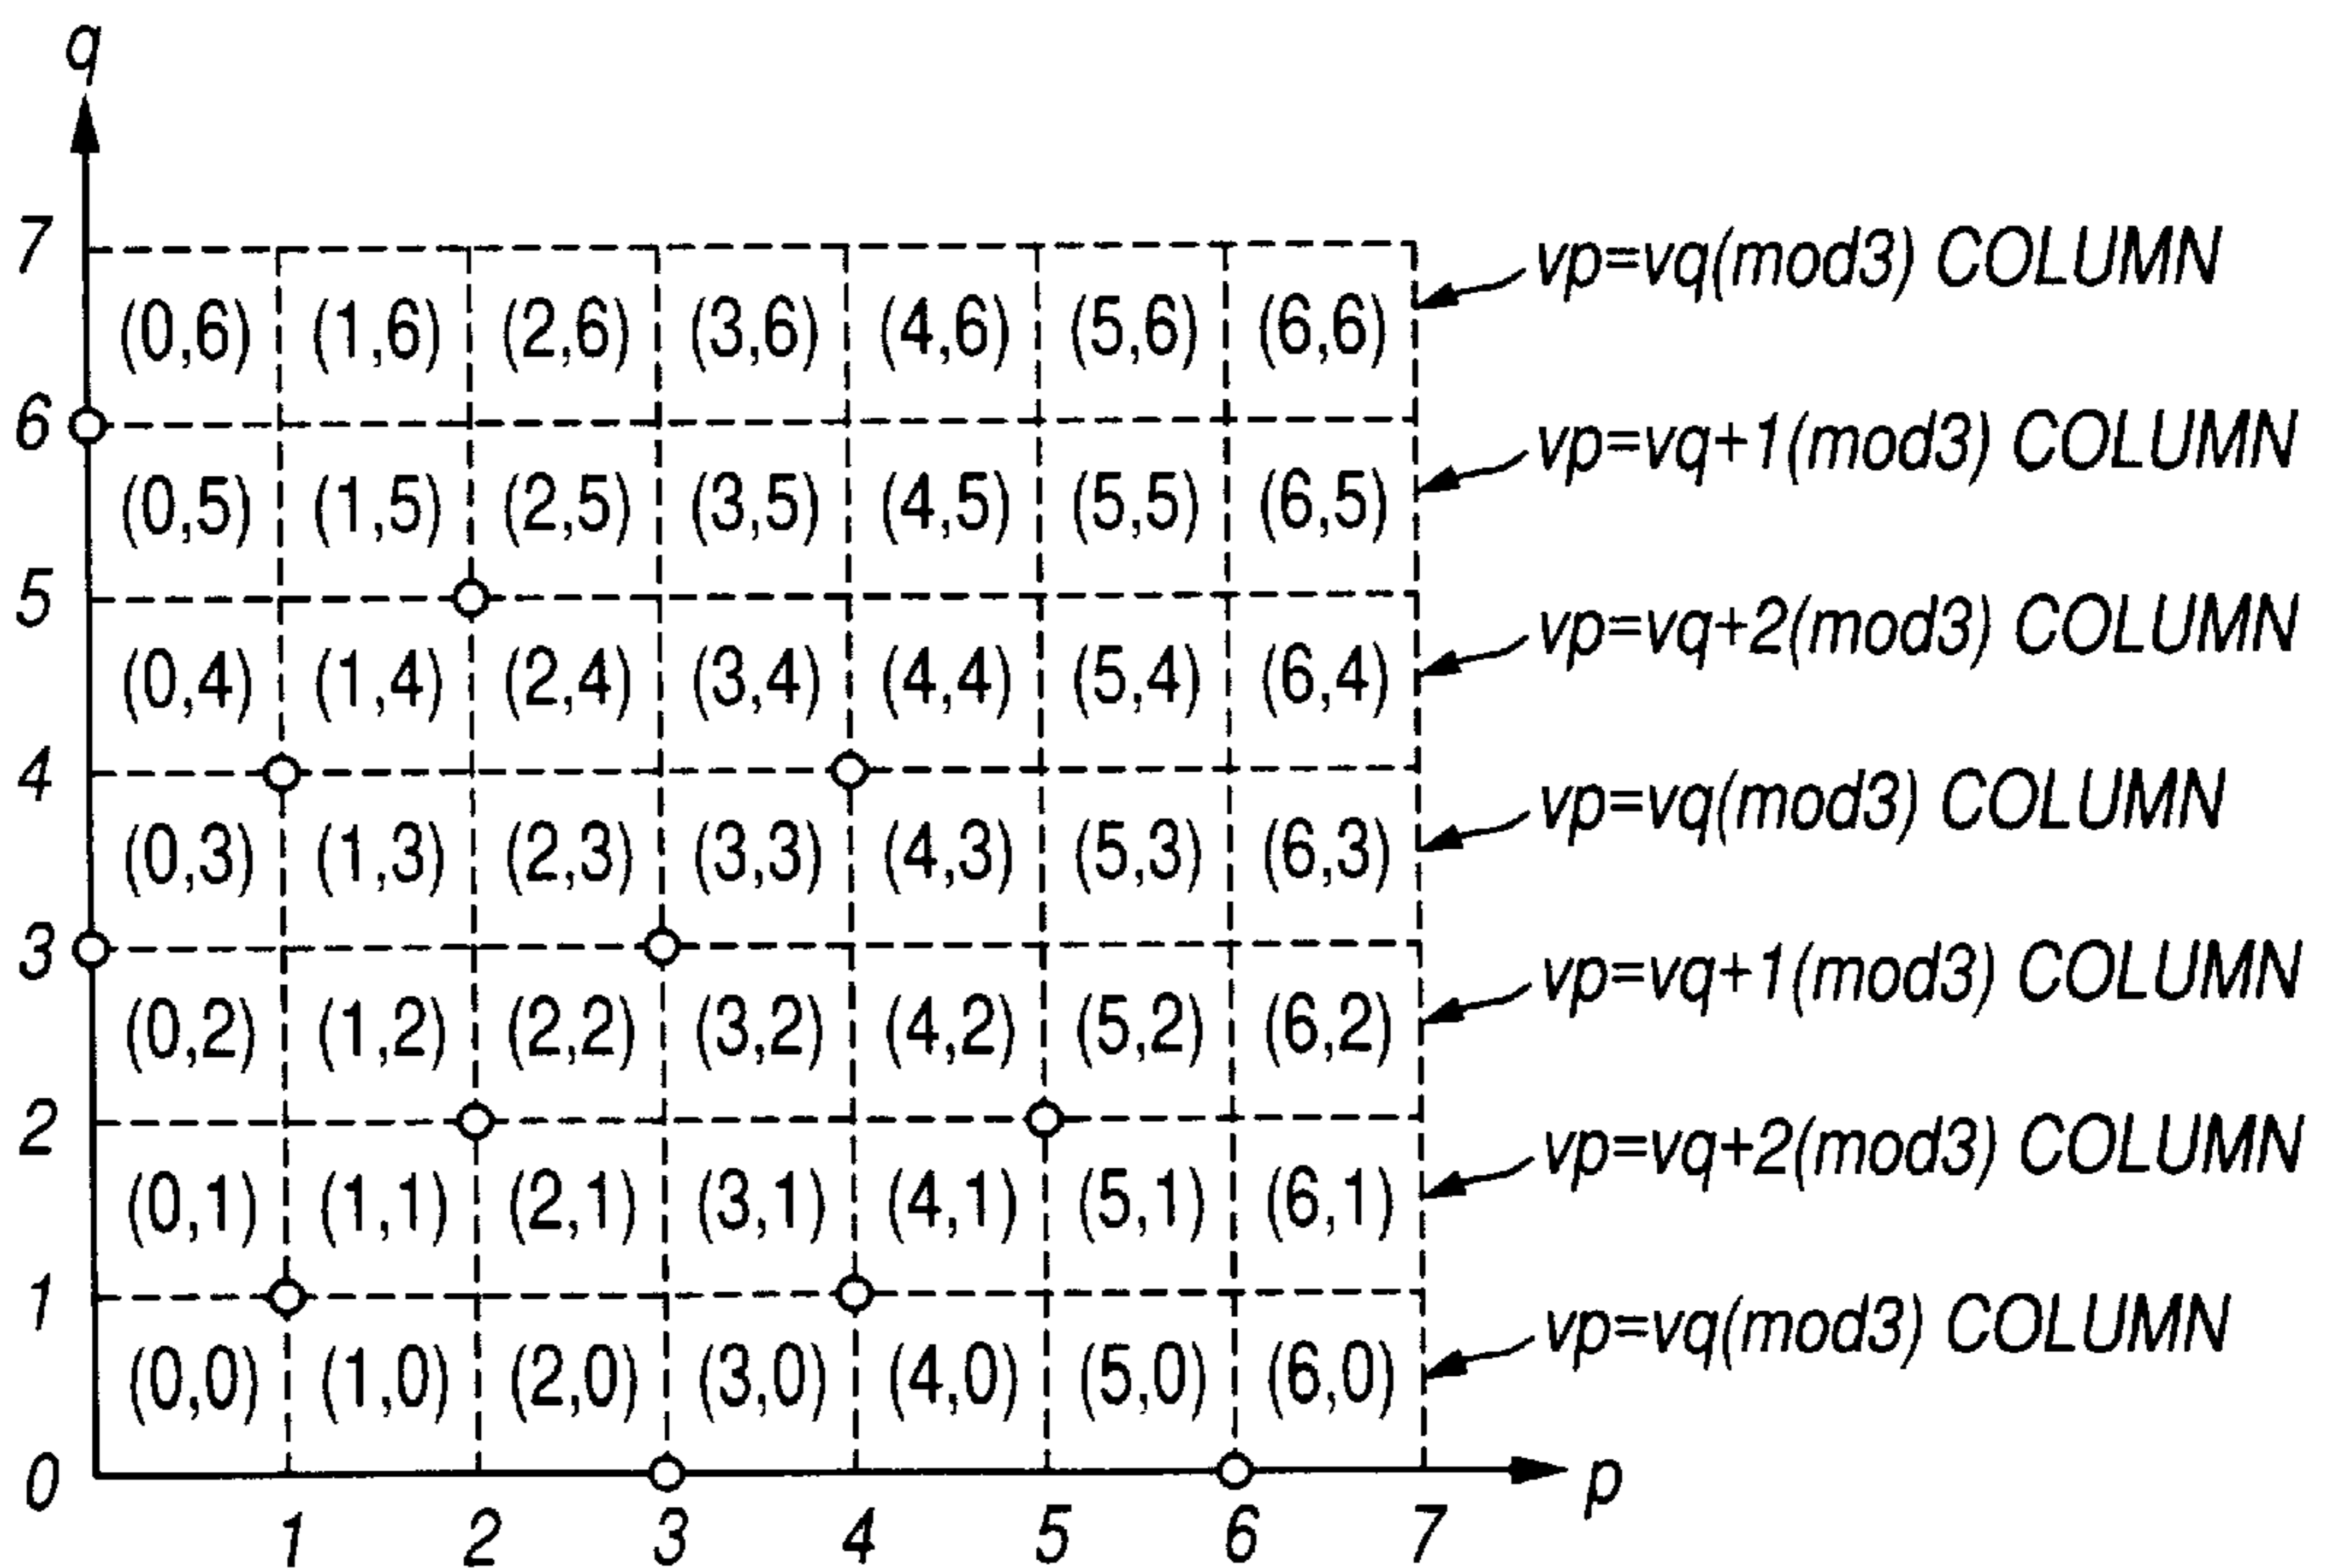 q
7 (0,6) (1,6) (2,6) (3,6) (4,6) (5,6) (6,6) vp=vq(mod3) COLUMN
6
(0,5) (1,5) (2,5) (3,5) (4,5) (5,5) (6,5) vp=vq+1(mod3) COLUMN
5
(0,4) (1,4) (2,4) (3,4) (4,4) (5,4) (6,4) vp=vq+2(mod3) COLUMN
4
(0,3) (1,3) (2,3) (3,3) (4,3) (5,3) (6,3) vp=vq(mod3) COLUMN
3
(0,2) (1,2) (2,2) (3,2) (4,2) (5,2) (6,2) vp=vq+1(mod3) COLUMN
2
(0,1) (1,1) (2,1) (3,1) (4,1) (5,1) (6,1) vp=vq+2(mod3) COLUMN
1
(0,0) (1,0) (2,0) (3,0) (4,0) (5,0) (6,0) vp=vq(mod3) COLUMN
0 p
1 2 3 4 5 6 7